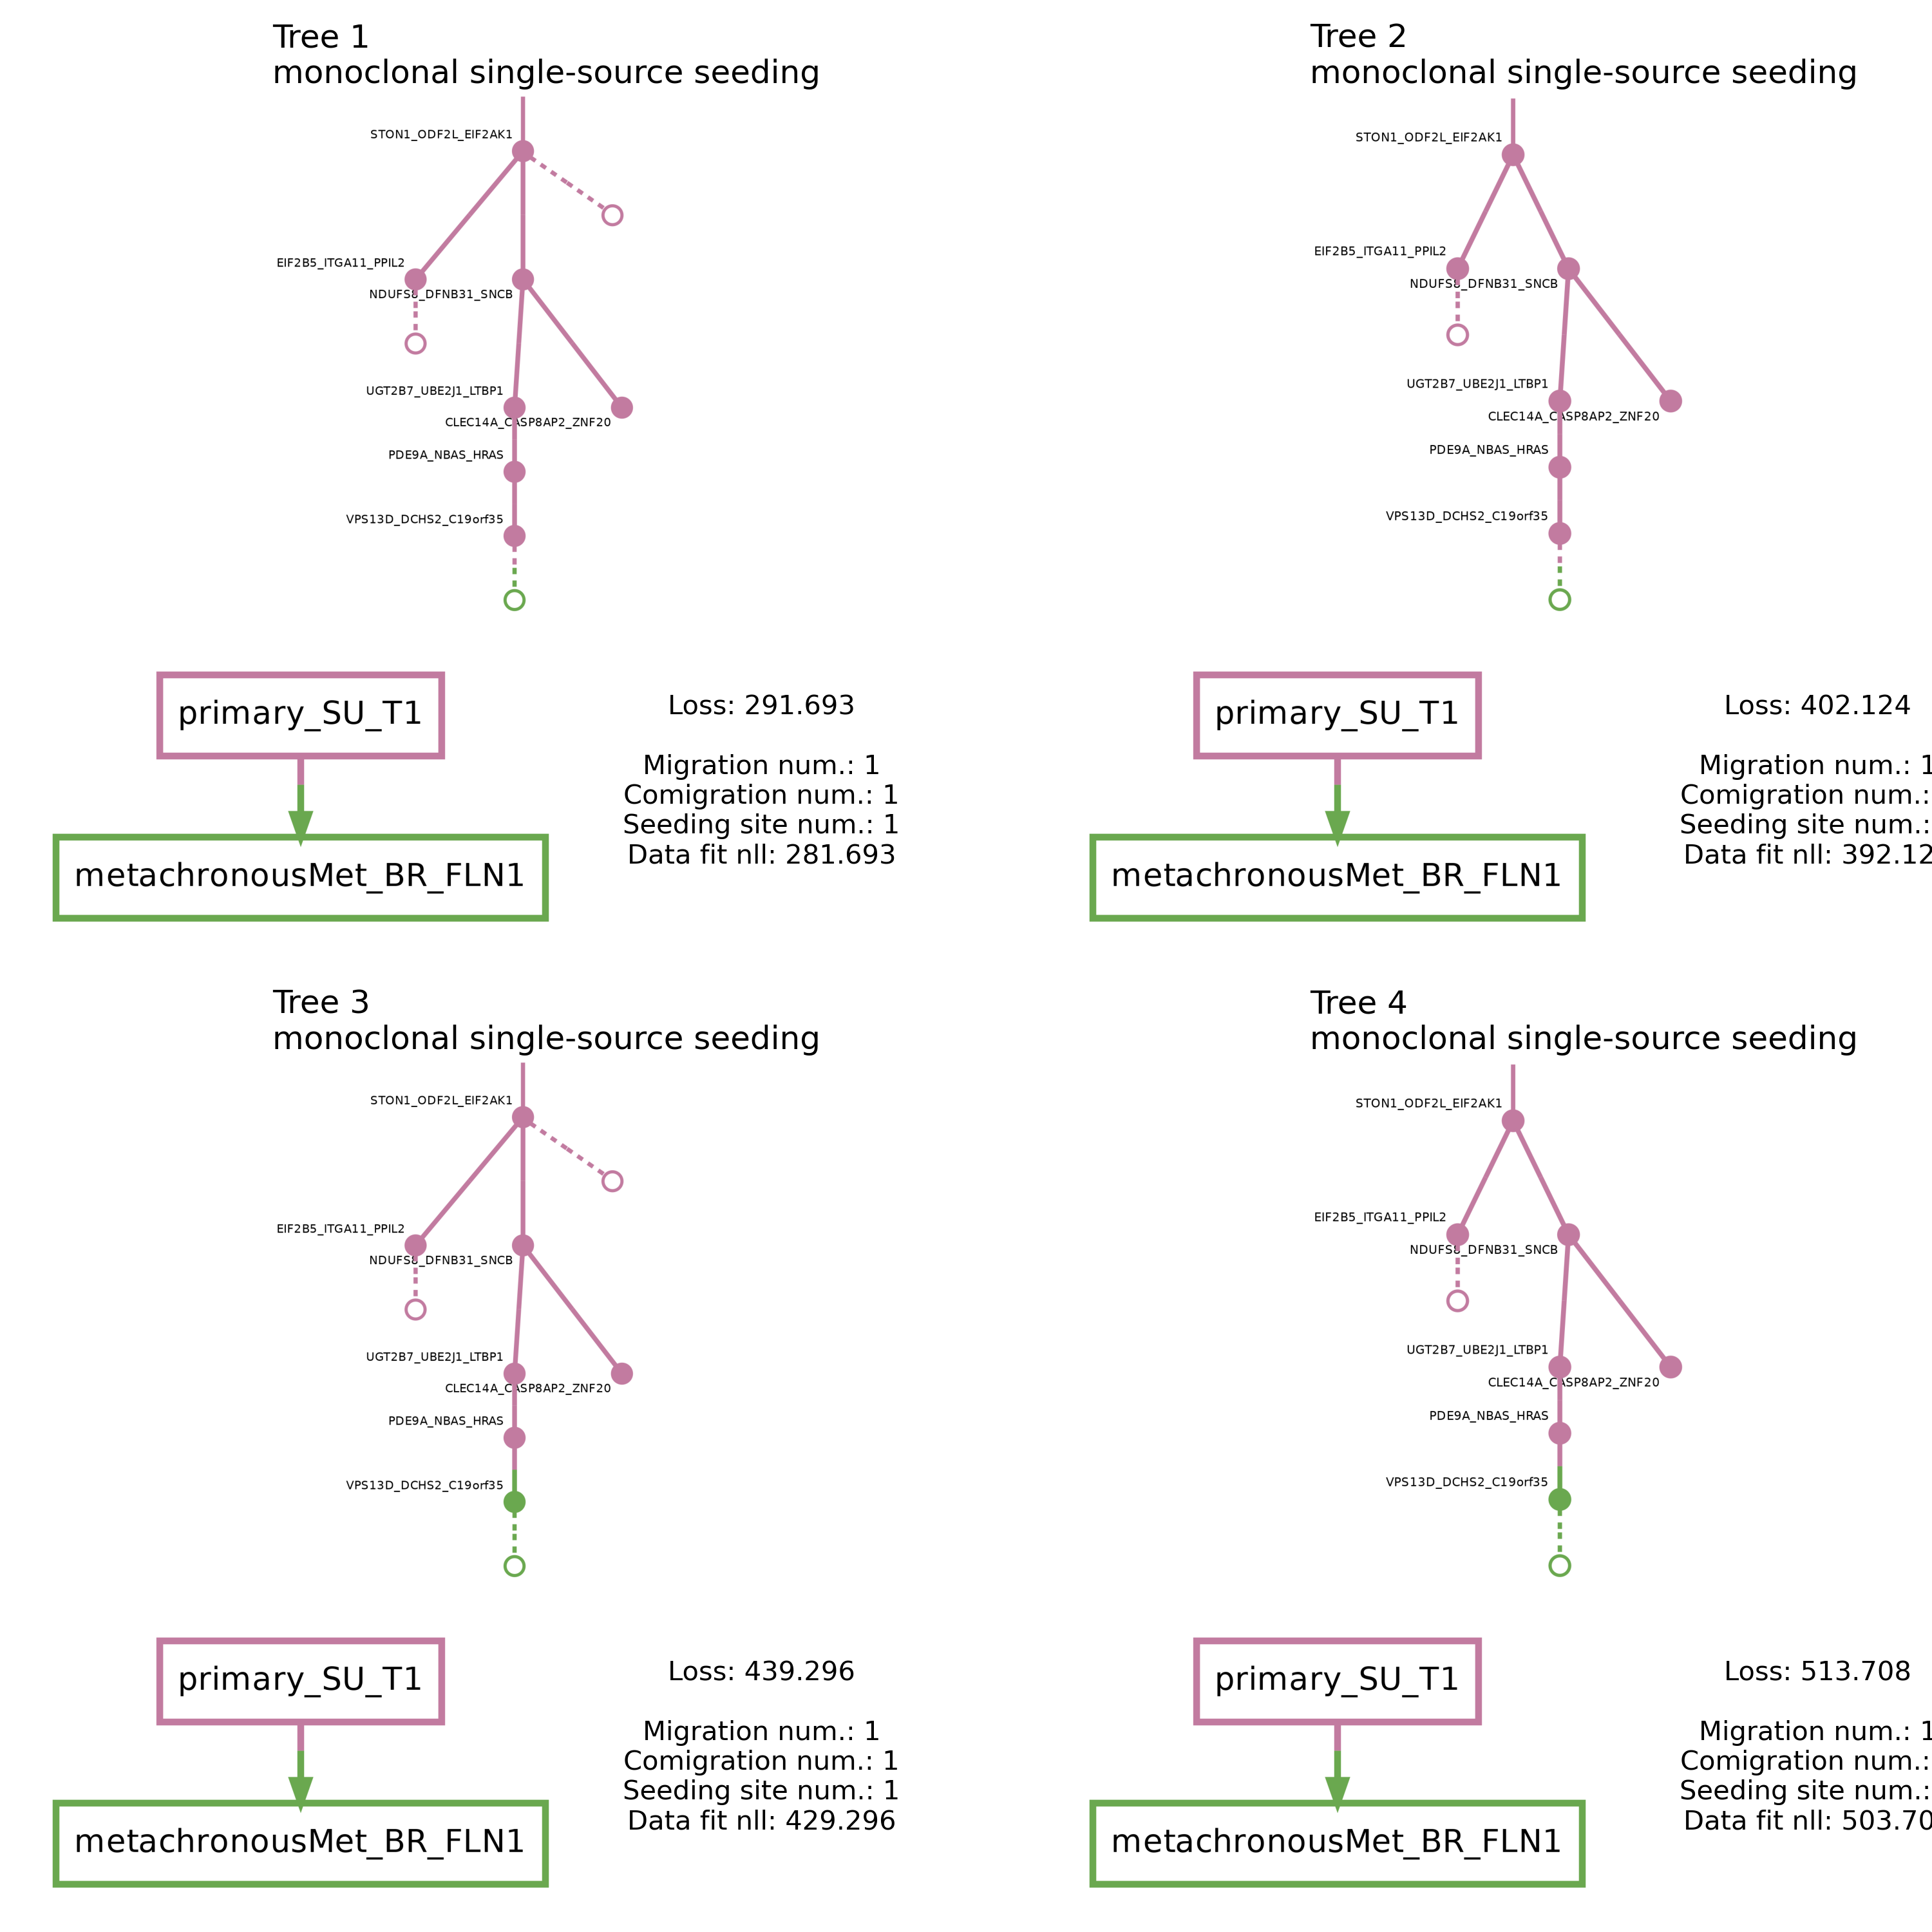 Tree 1
monoclonal single-source seeding
STON1_ODF2L_EIF2AK1
EIF2B5_ITGA11_PPIL2
NDUFS8_DFNB31_SNCB
UGT2B7_UBE2J1_LTBP1
CLEC14A_CASP8AP2_ZNF20
PDE9A_NBAS_HRAS
VPS13D_DCHS2_C19orf35
primary_SU_T1
metachronousMet_BR_FLN1
Loss: 291.693
Migration num.: 1
Comigration num.: 1
Seeding site num.: 1
Data fit nll: 281.693
Tree 2
monoclonal single-source seeding
STON1_ODF2L_EIF2AK1
EIF2B5_ITGA11_PPIL2
NDUFS8_DFNB31_SNCB
UGT2B7_UBE2J1_LTBP1
CLEC14A_CASP8AP2_ZNF20
PDE9A_NBAS_HRAS
VPS13D_DCHS2_C19orf35
primary_SU_T1
metachronousMet_BR_FLN1
Loss: 402.124
Migration num.: 1
Comigration num.:
Seeding site num.:
Data fit nll: 392.12
Tree 3
monoclonal single-source seeding
STON1_ODF2L_EIF2AK1
EIF2B5_ITGA11_PPIL2
NDUFS8_DFNB31_SNCB
UGT2B7_UBE2J1_LTBP1
CLEC14A_CASP8AP2_ZNF20
PDE9A_NBAS_HRAS
VPS13D_DCHS2_C19orf35
primary_SU_T1
metachronousMet_BR_FLN1
Loss: 439.296
Migration num.: 1
Comigration num.: 1
Seeding site num.: 1
Data fit nll: 429.296
Tree 4
monoclonal single-source seeding
STON1_ODF2L_EIF2AK1
EIF2B5_ITGA11_PPIL2
NDUFS8_DFNB31_SNCB
UGT2B7_UBE2J1_LTBP1
CLEC14A_CASP8AP2_ZNF20
PDE9A_NBAS_HRAS
VPS13D_DCHS2_C19orf35
primary_SU_T1
metachronousMet_BR_FLN1
Loss: 513.708
Migration num.: 1
Comigration num.:
Seeding site num.:
Data fit nll: 503.70